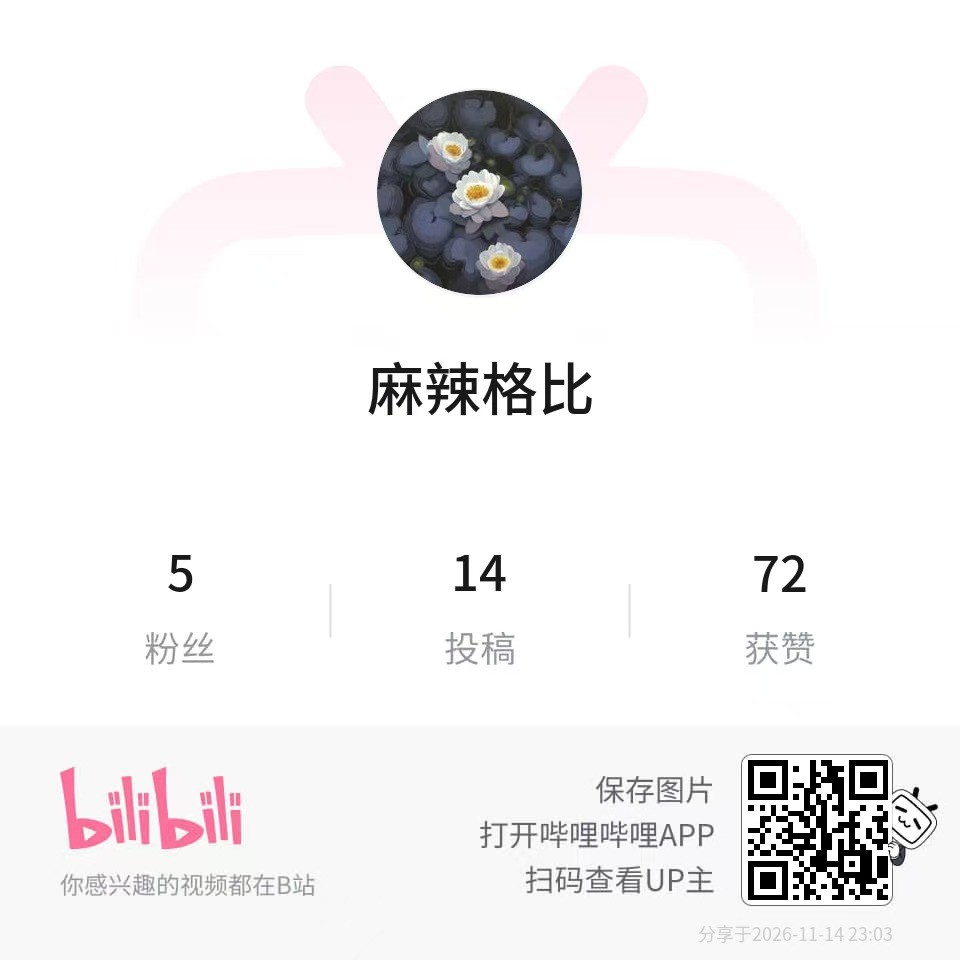 麻辣格比
5
粉丝
14
投稿
72
获赞
bilibili
你感兴趣的视频都在B站
保存图片
打开哔哩哔哩APP
扫码查看UP主
分享于2026-11-14 23:03